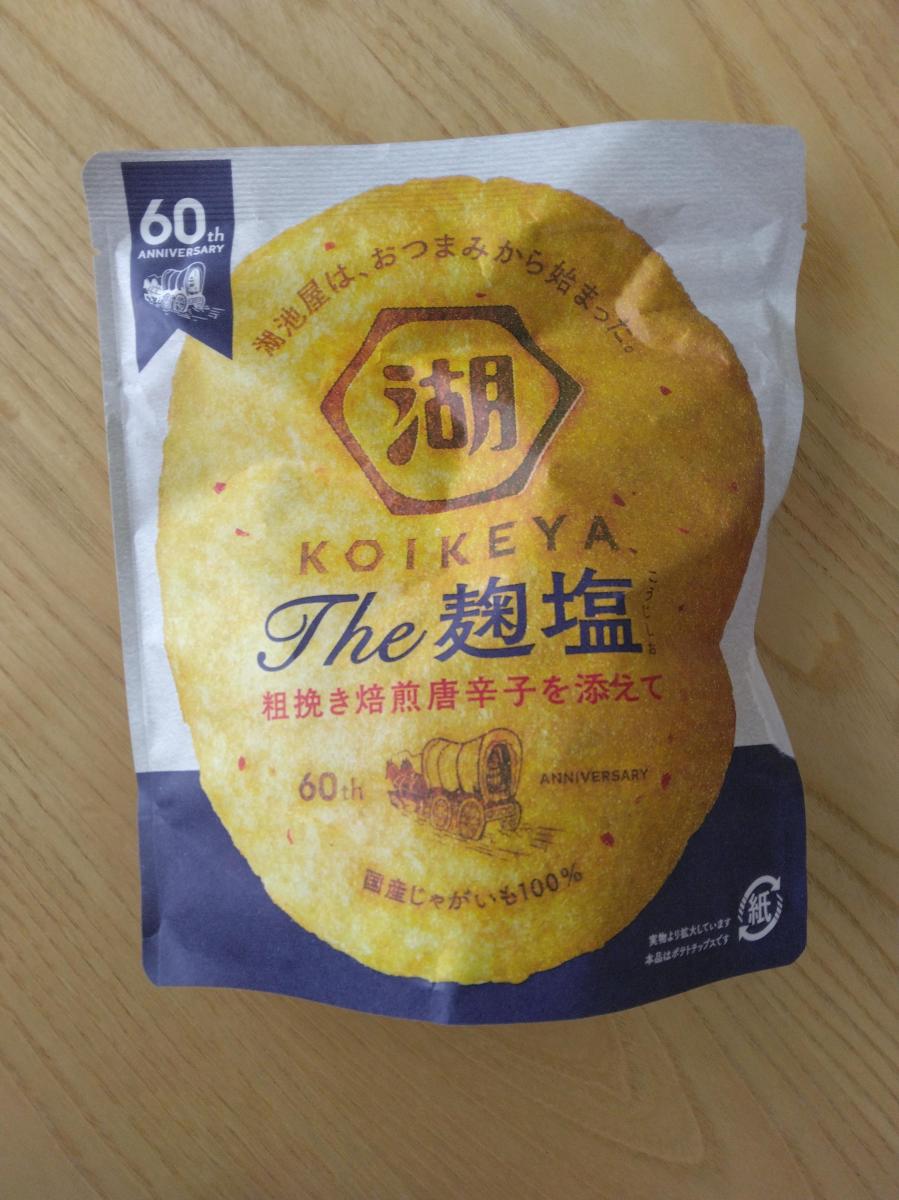 60th
ANNIVERSARY
湖池屋は、おつまみから始まった。
湖
KOIKEYA
The 麹塩
こうじしお
粗挽き焙煎唐辛子を添えて
60th
ANNIVERSARY
国産じゃがいも100%
実物より拡大しています
本品はポテトチップスです
紙